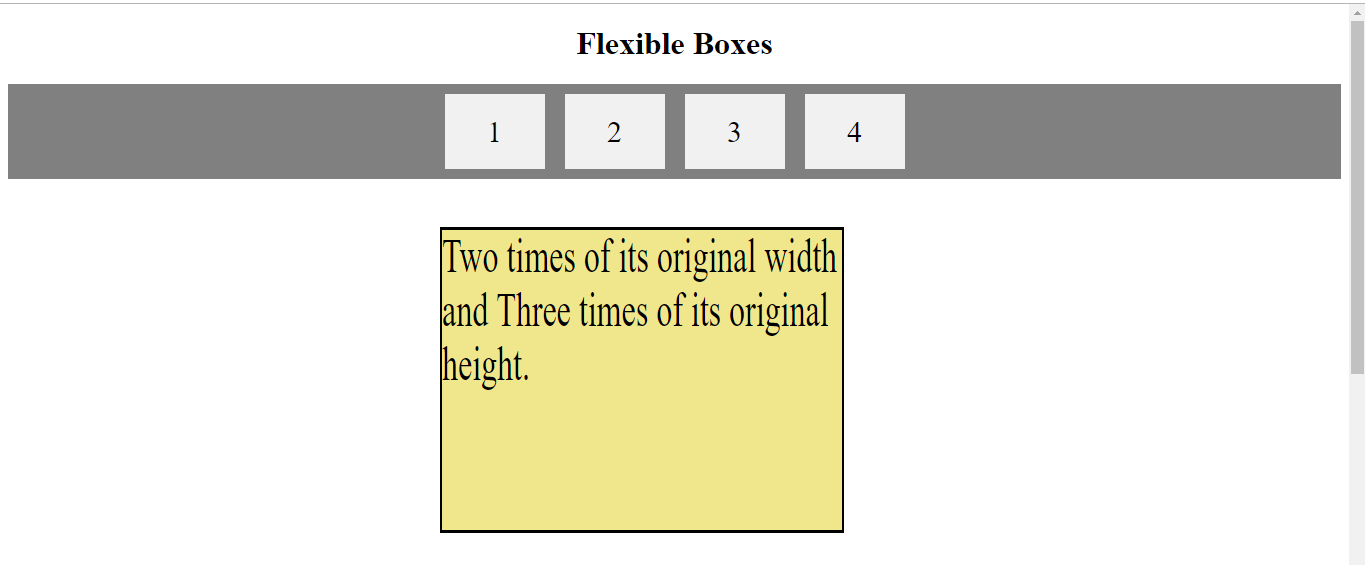 Flexible Boxes
1 2 3 4
Two times of its original width
and Three times of its original
height.